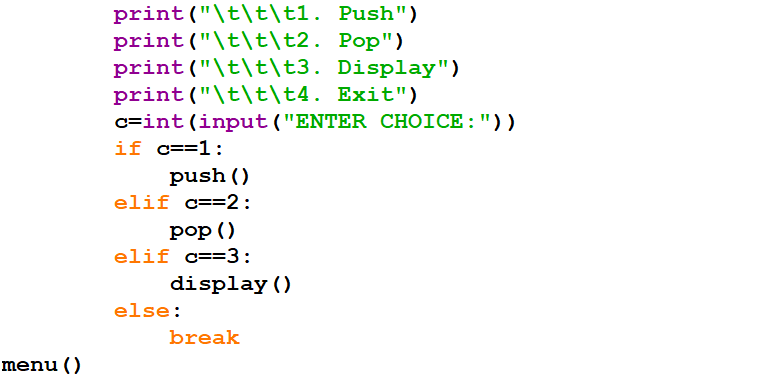 print("\t\t\t1. Push")
        print("\t\t\t2. Pop")
        print("\t\t\t3. Display")
        print("\t\t\t4. Exit")
        c=int(input("ENTER CHOICE:"))
        if c==1:
            push()
        elif c==2:
            pop()
        elif c==3:
            display()
        else:
            break
menu()